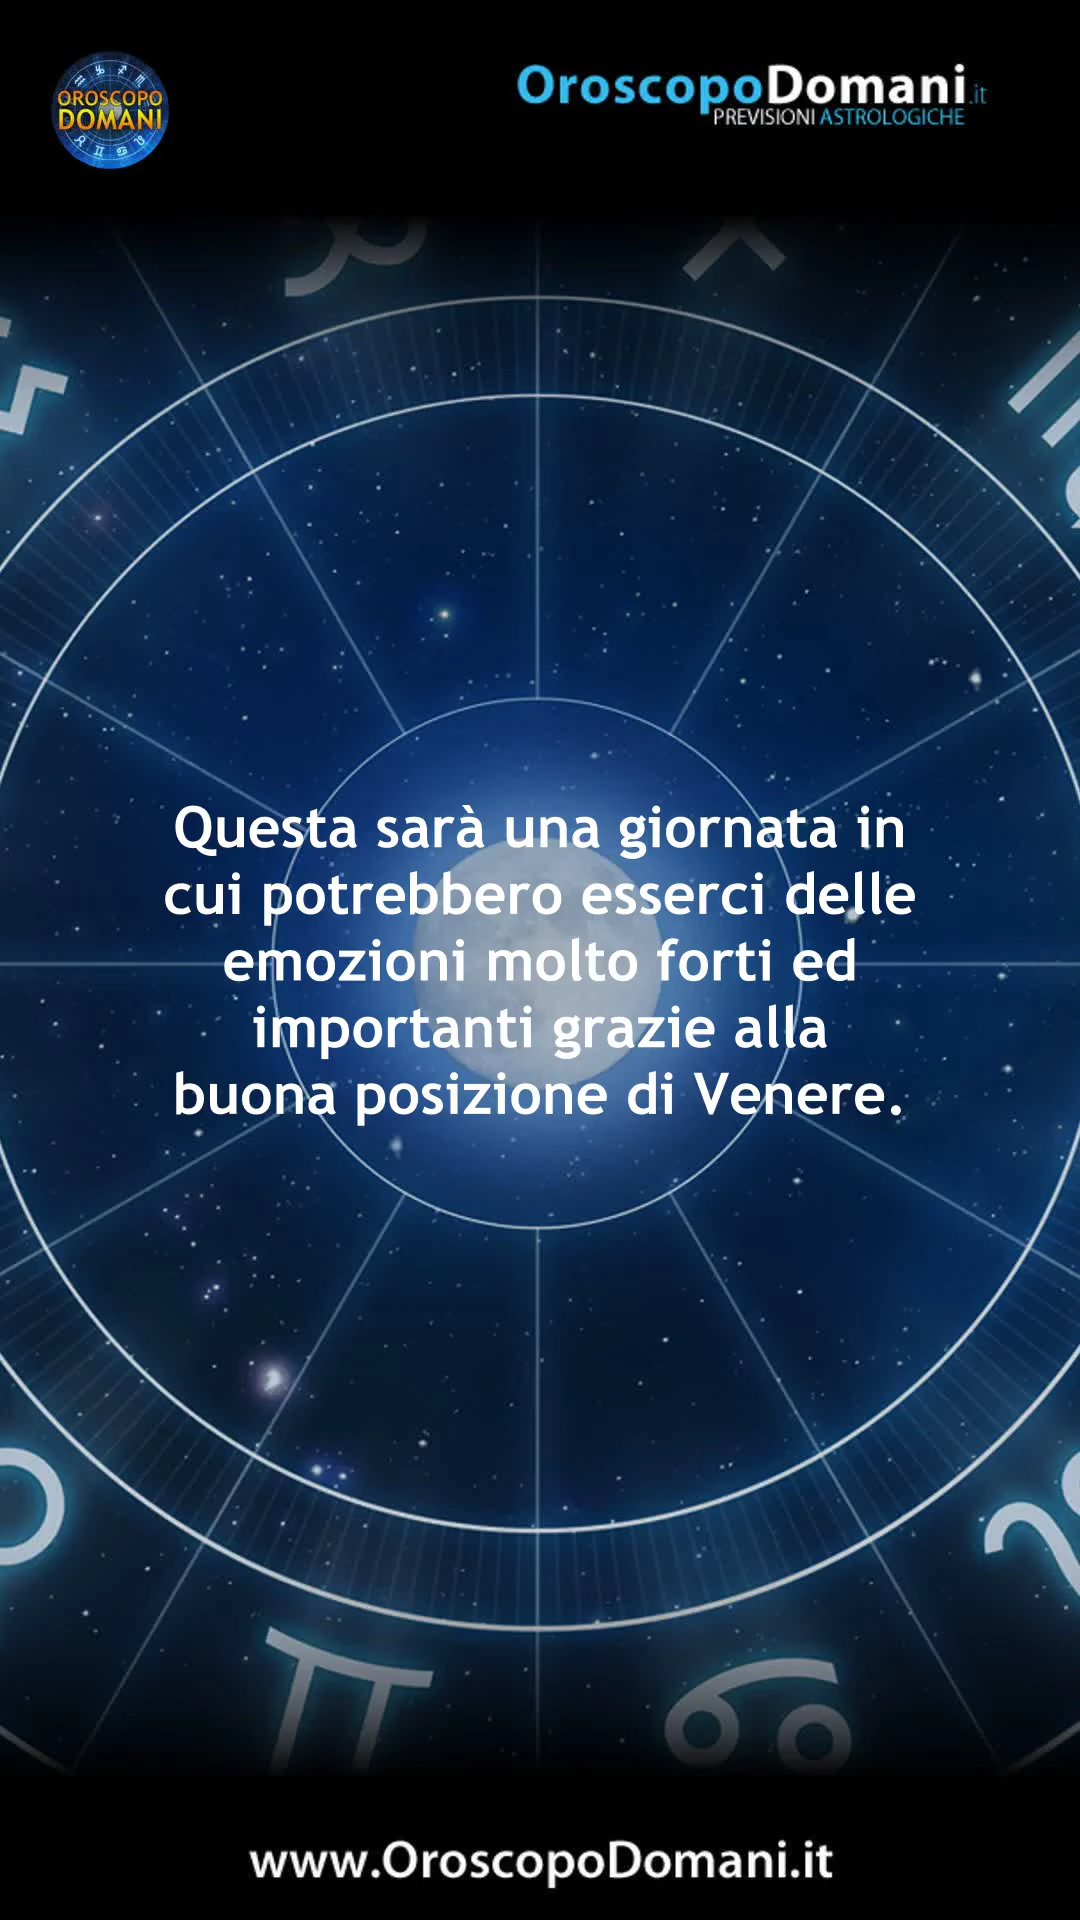 OROSCOPO
DOMANI
OroscopoDomani.it
PREVISIONI ASTROLOGICHE
Questa sarà una giornata in
cui potrebbero esserci delle
emozioni molto forti ed
importanti grazie alla
buona posizione di Venere.
www.OroscopoDomani.it